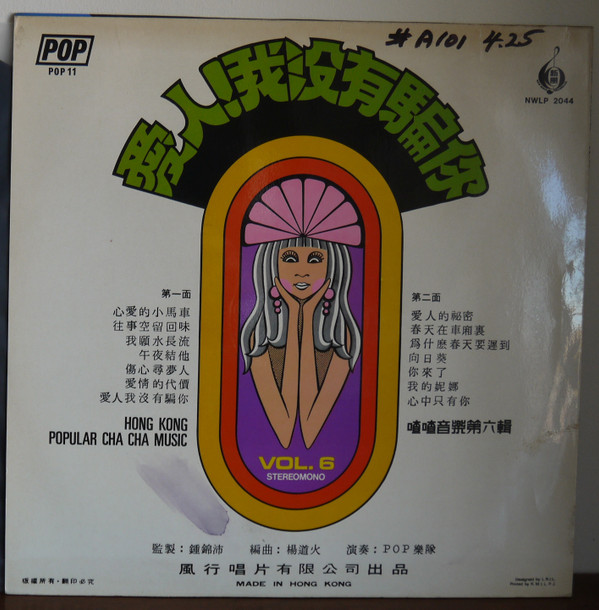 POP
POP 11
#A101 4.25
NWLP 2044
愛人!我没有騙你
第一面
心愛的小馬車
往事空留回味
我願水長流
午夜結他
傷心尋夢人
愛情的代價
愛人我沒有騙你
HONG KONG
POPULAR CHA CHA MUSIC
第二面
愛人的祕密
春天在車廂裏
爲什麽春天要遲到
向日葵
你來了
我的妮娜
心中只有你
喳喳音樂第六輯
VOL. 6
STEREOMONO
監製：鍾錦沛 編曲：楊道火 演奏：POP樂隊
風行唱片有限公司出品
MADE IN HONG KONG
版權所有·翻印必究